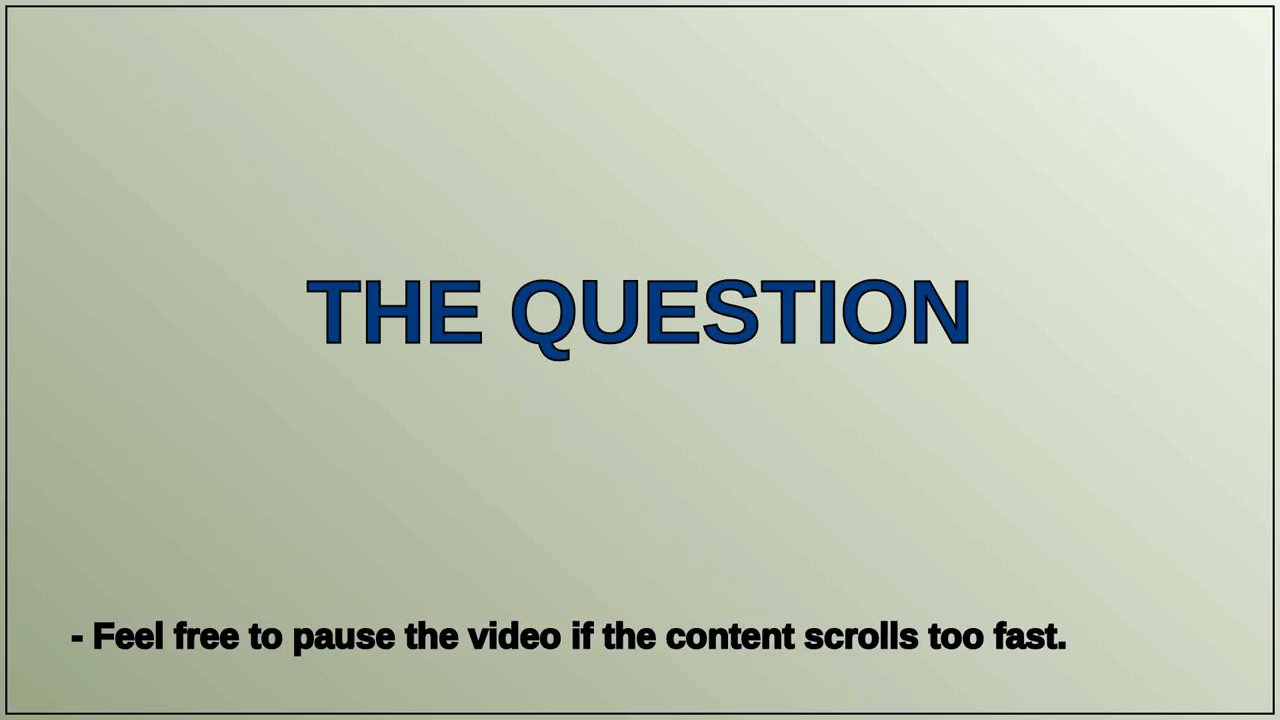 THE QUESTION
- Feel free to pause the video if the content scrolls too fast.